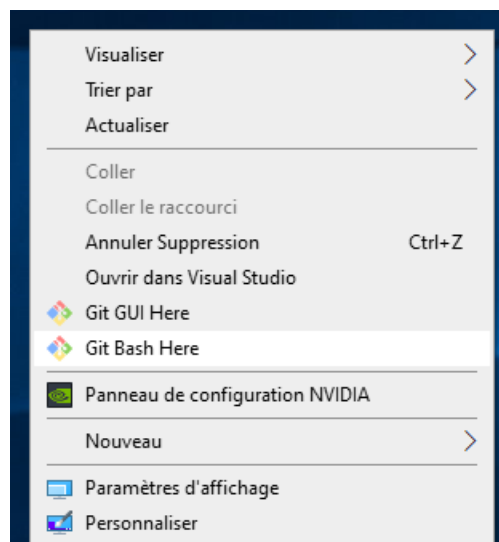 Visualiser
Trier par
Actualiser
Coller
Coller le raccourci
Annuler Suppression Ctrl+Z
Ouvrir dans Visual Studio
Git GUI Here
Git Bash Here
Panneau de configuration NVIDIA
Nouveau
Paramètres d'affichage
Personnaliser